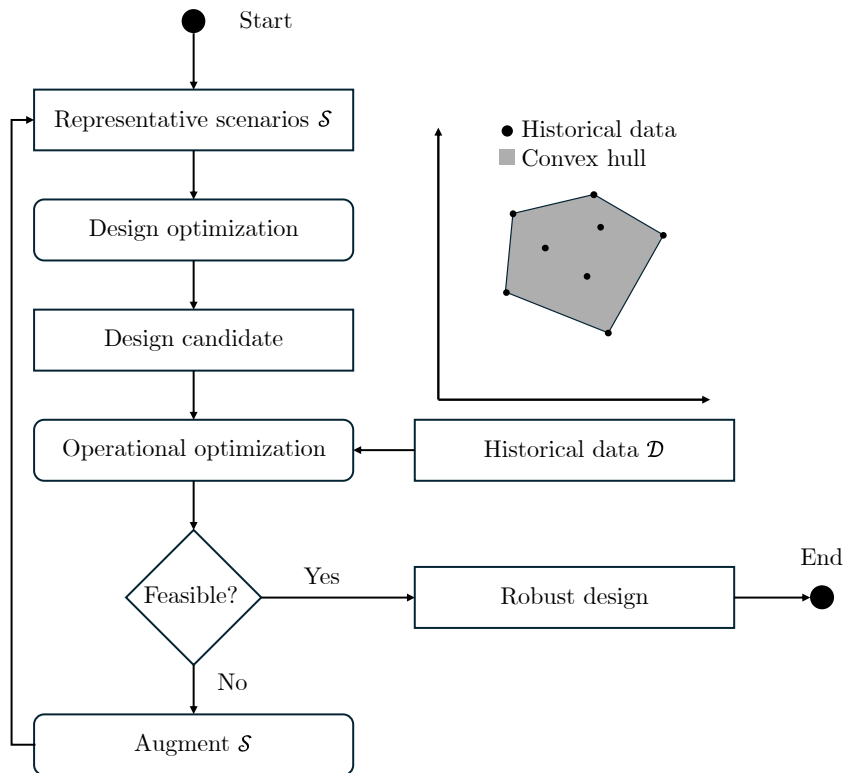 Start
Representative scenarios 𝒮
Historical data
Convex hull
Design optimization
Design candidate
Operational optimization
Historical data 𝒟
Feasible?
Yes
Robust design
End
No
Augment 𝒮